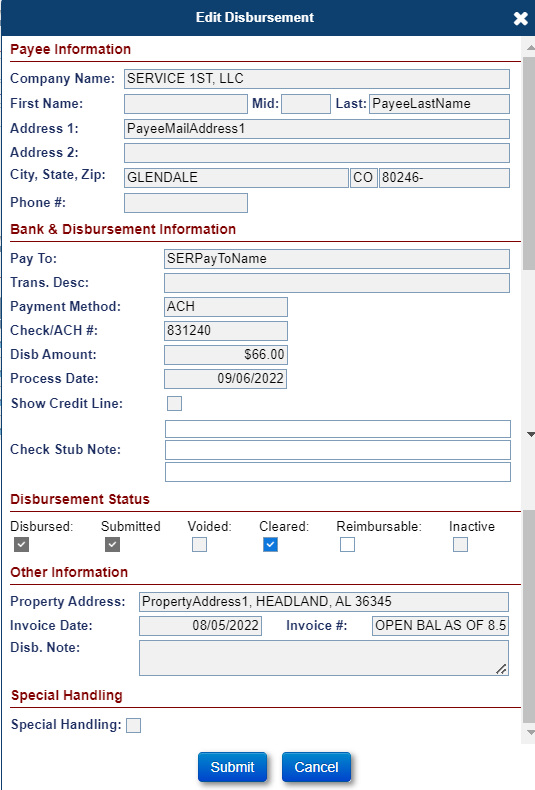 Edit Disbursement
Payee Information
Company Name: SERVICE 1ST, LLC
First Name: Mid: Last: PayeeLastName
Address 1: PayeeMailAddress1
Address 2:
City, State, Zip: GLENDALE CO 80246-
Phone #:
Bank & Disbursement Information
Pay To: SERPayToName
Trans. Desc:
Payment Method: ACH
Check/ACH #: 831240
Disb Amount: $66.00
Process Date: 09/06/2022
Show Credit Line:
Check Stub Note:
Disbursement Status
Disbursed: Submitted Voided: Cleared: Reimbursable: Inactive
Other Information
Property Address: PropertyAddress1, HEADLAND, AL 36345
Invoice Date: 08/05/2022 Invoice #: OPEN BAL AS OF 8.5
Disb. Note:
Special Handling
Special Handling:
Submit Cancel